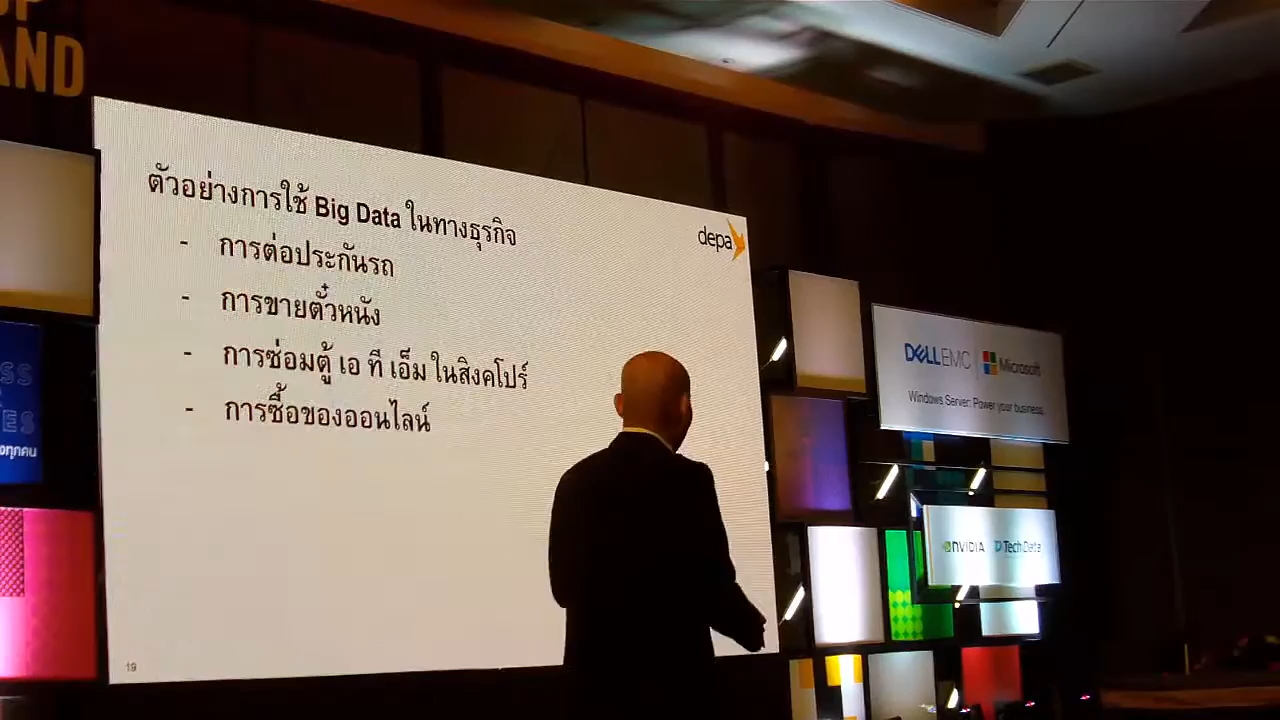 AND
ตัวอย่างการใช้ Big Data ในทางธุรกิจ
depa
- การต่อประกันรถ
- การขายตั๋วหนัง
- การซ่อมตู้ เอ ที เอ็ม ในสิงคโปร์
- การซื้อของออนไลน์
19
DELL EMC | Microsoft
Windows Server: Power your business.
NVIDIA TechData